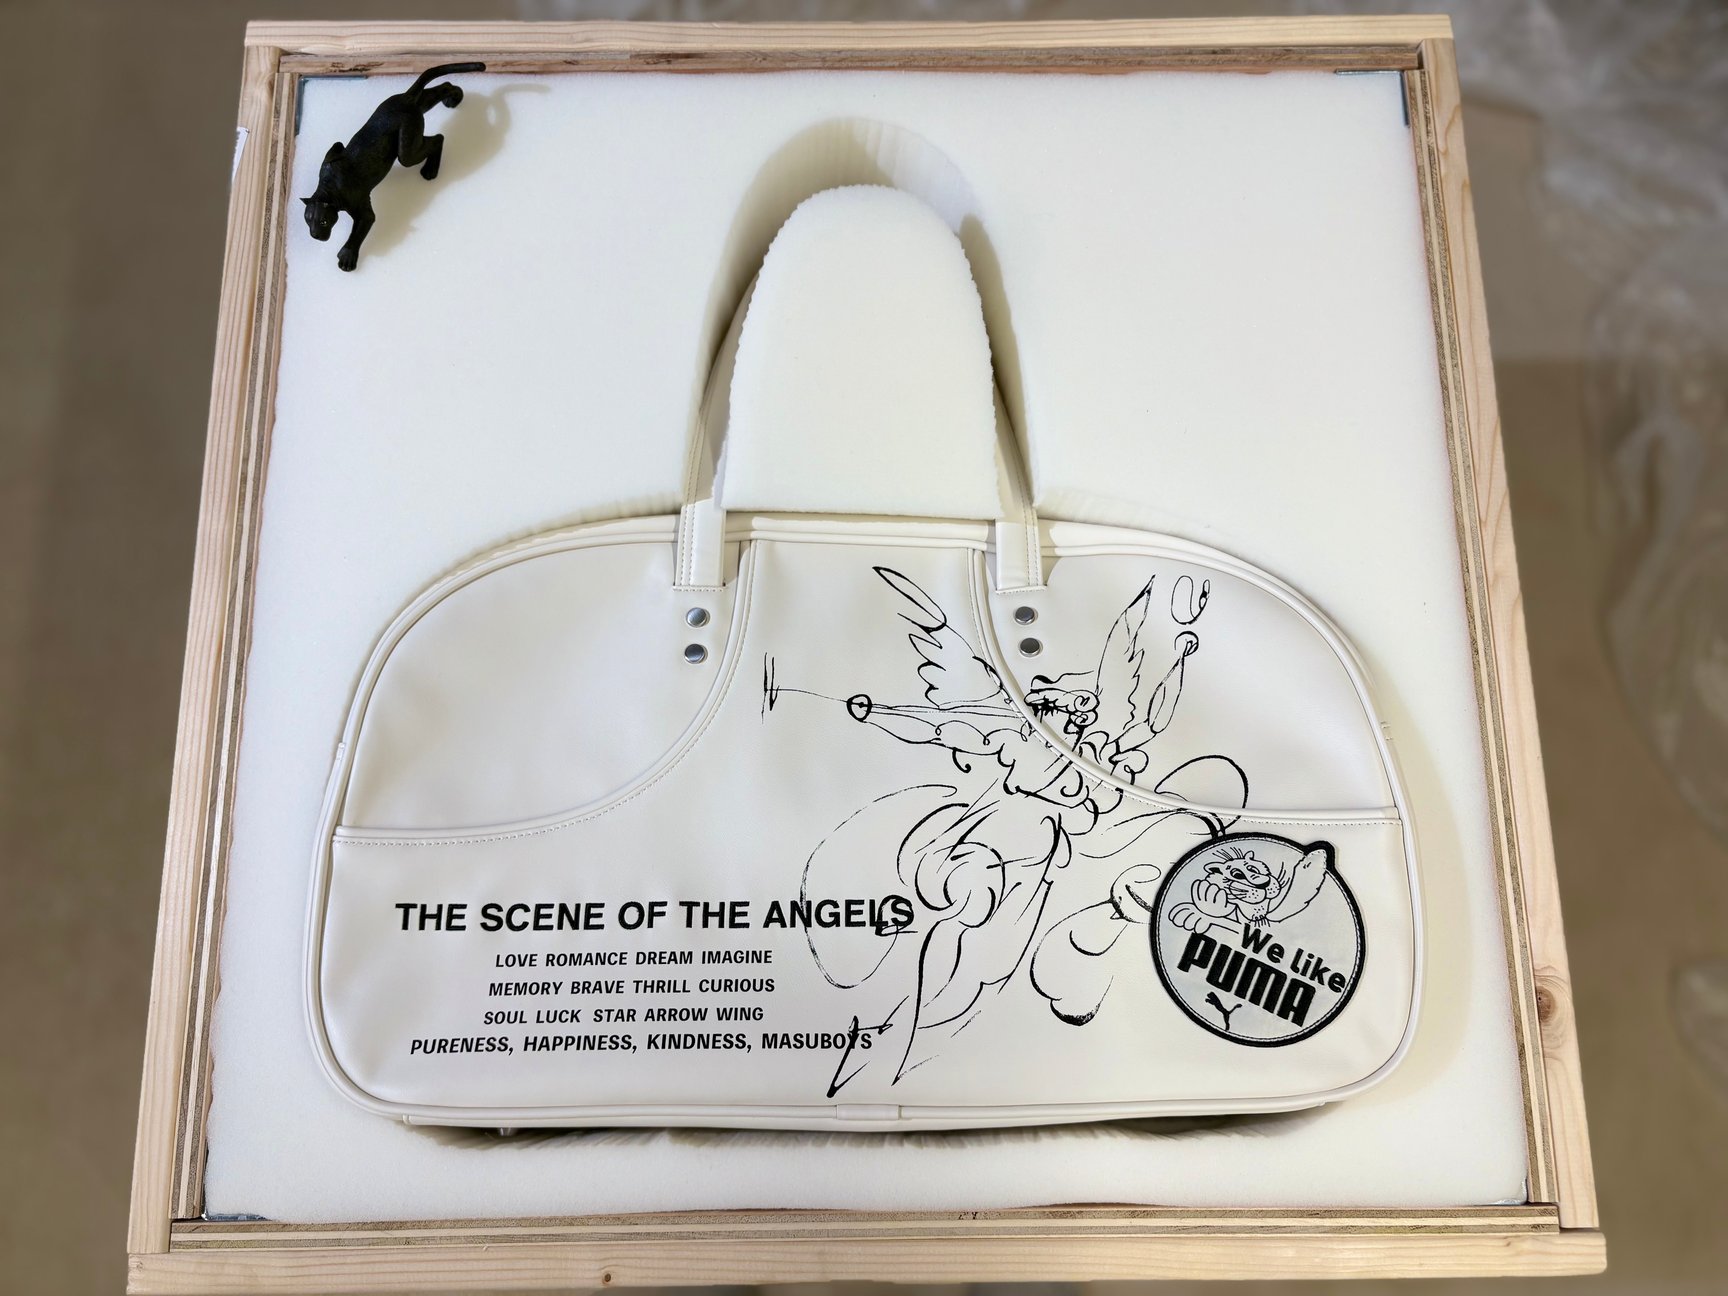 THE SCENE OF THE ANGELS
LOVE ROMANCE DREAM IMAGINE
MEMORY BRAVE THRILL CURIOUS
SOUL LUCK STAR ARROW WING
PURENESS, HAPPINESS, KINDNESS, MASUBOYS
We like
PUMA